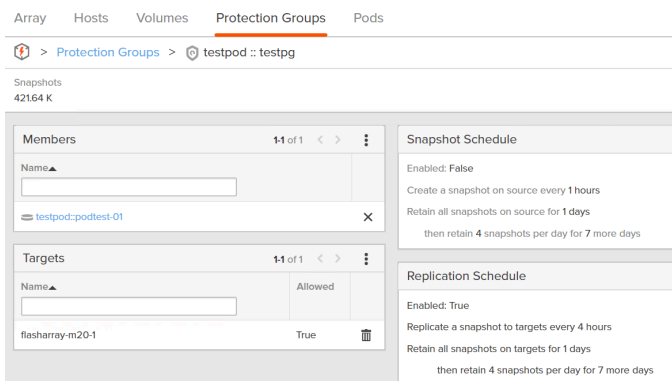 Array Hosts Volumes Protection Groups Pods
> Protection Groups > testpod :: testpg
Snapshots
421.64 K
Members 1-1 of 1 < >
Name
testpod::podtest-01
Targets 1-1 of 1 < >
Name Allowed
flasharray-m20-1 True
Snapshot Schedule
Enabled: False
Create a snapshot on source every 1 hours
Retain all snapshots on source for 1 days
then retain 4 snapshots per day for 7 more days
Replication Schedule
Enabled: True
Replicate a snapshot to targets every 4 hours
Retain all snapshots on targets for 1 days
then retain 4 snapshots per day for 7 more days